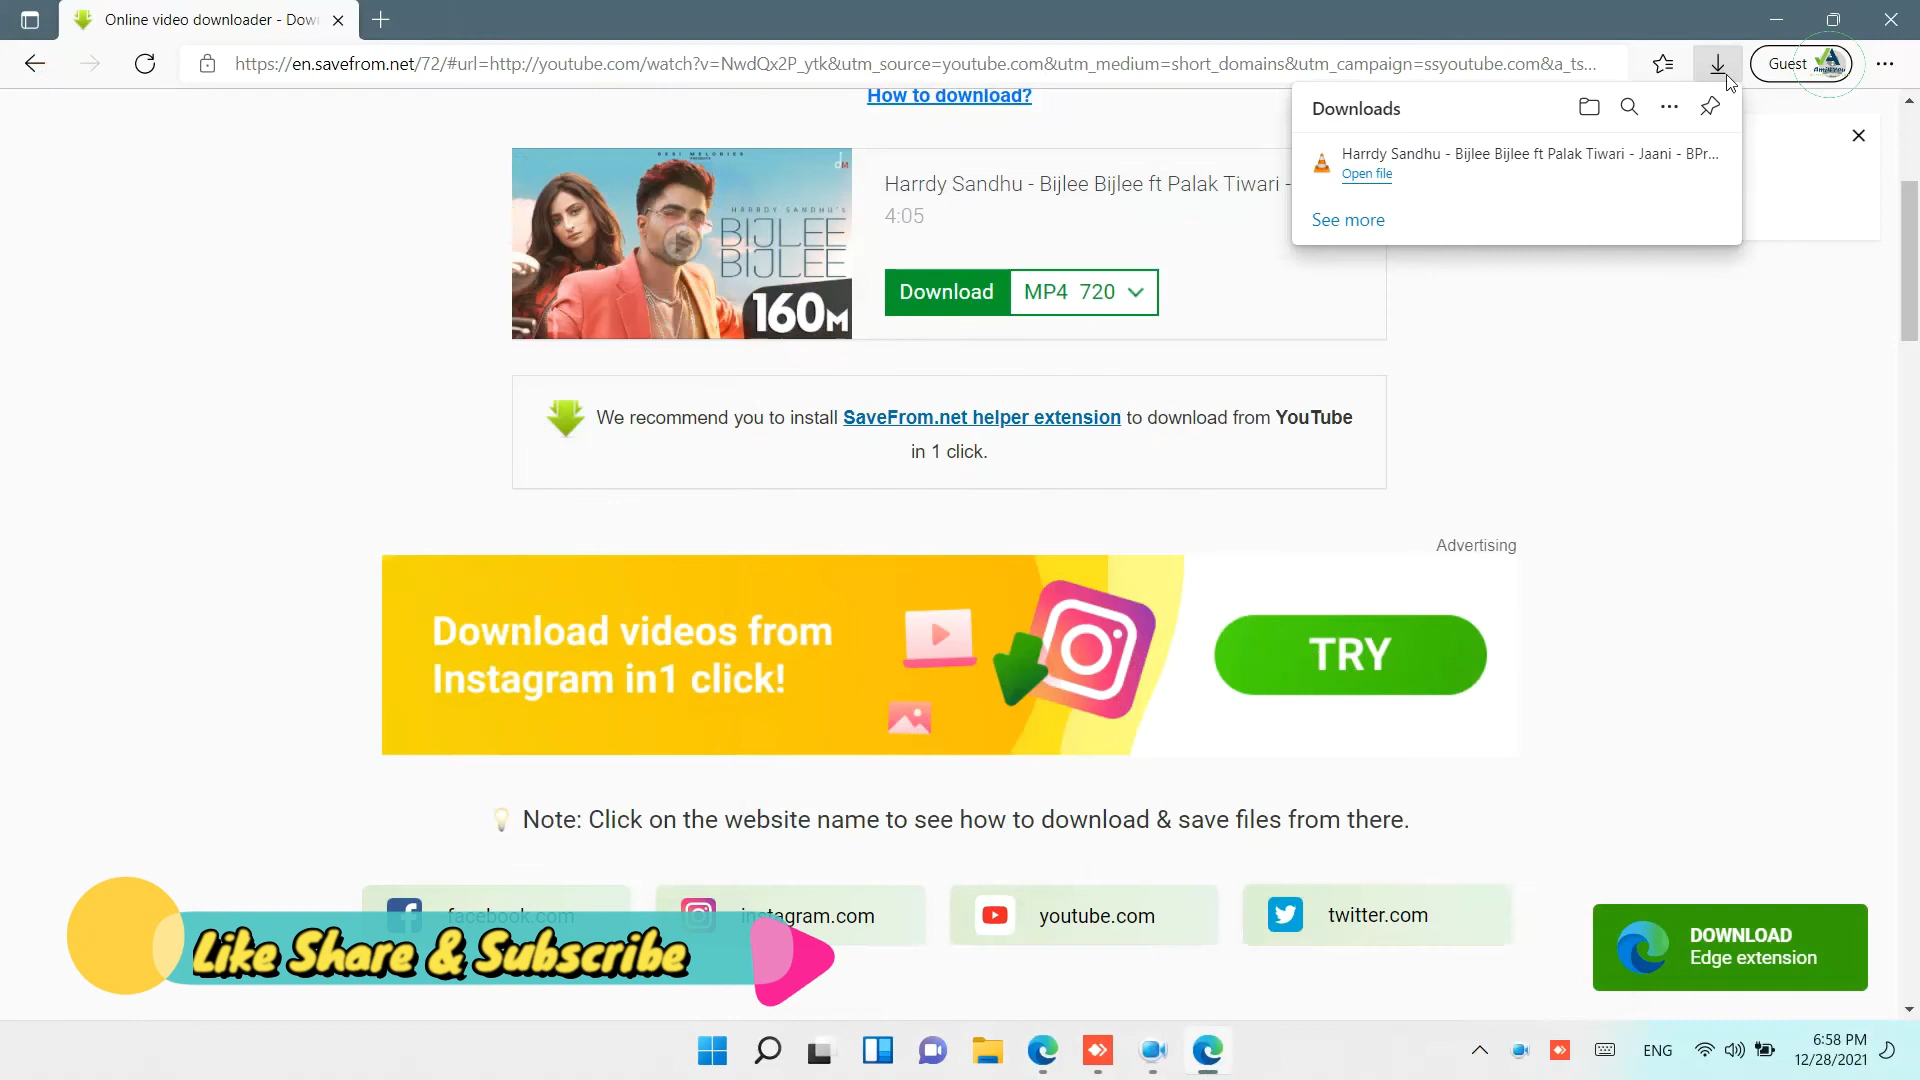 Online video downloader - Dow
https://en.savefrom.net/72/#url=http://youtube.com/watch?v=NwdQx2P_ytk&utm_source=youtube.com&utm_medium=short_domains&utm_campaign=ssyoutube.com&a_ts...
Guest
How to download?
Downloads
Harrdy Sandhu - Bijlee Bijlee ft Palak Tiwari - Jaani - BPr...
Open file
See more
DESI MELODIES
PRESENTS
dM
HARRDY SANDHU'S
BIJLEE
BIJLEE
160M
Harrdy Sandhu - Bijlee Bijlee ft Palak Tiwari -
4:05
Download MP4 720
We recommend you to install SaveFrom.net helper extension to download from YouTube
in 1 click.
Advertising
Download videos from
Instagram in1 click!
TRY
Note: Click on the website name to see how to download & save files from there.
facebook.com
instagram.com
youtube.com
twitter.com
Like Share & Subscribe
DOWNLOAD
Edge extension
ENG
6:58 PM
12/28/2021